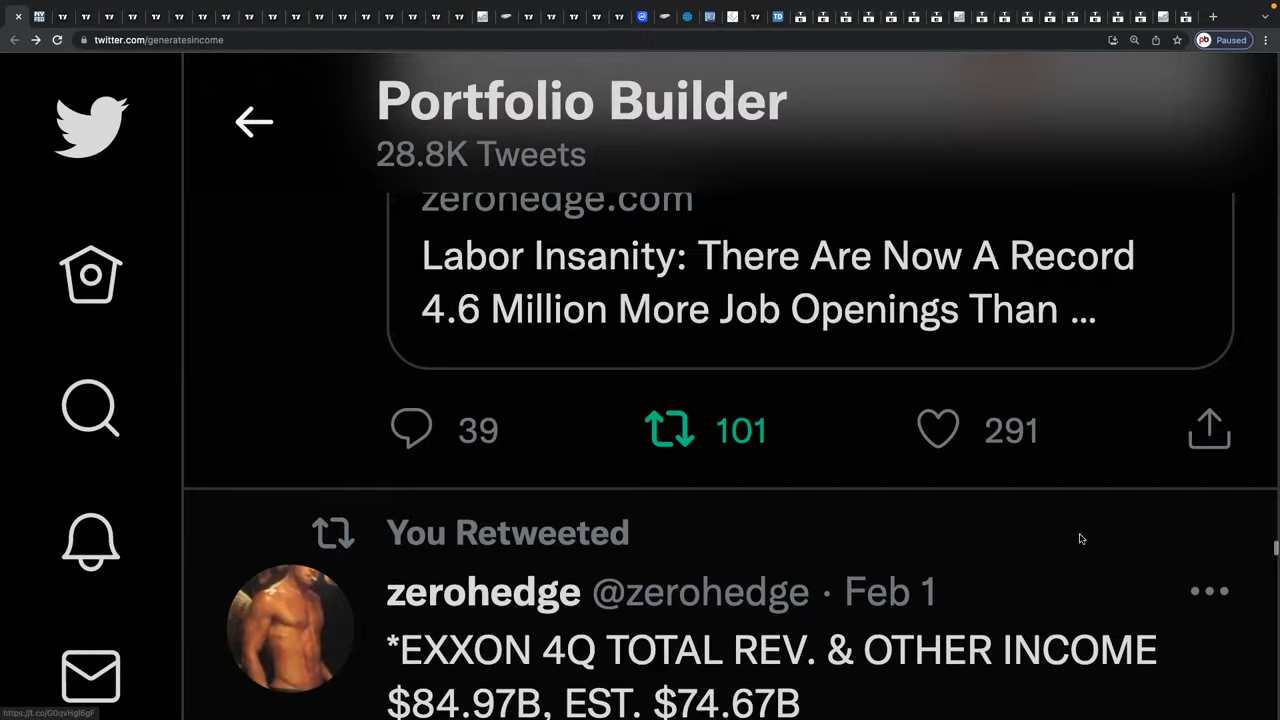 twitter.com/generatesincome
Paused
Portfolio Builder
28.8K Tweets
zerohedge.com
Labor Insanity: There Are Now A Record
4.6 Million More Job Openings Than ...
39
101
291
You Retweeted
zerohedge @zerohedge · Feb 1
*EXXON 4Q TOTAL REV. & OTHER INCOME
$84.97B, EST. $74.67B